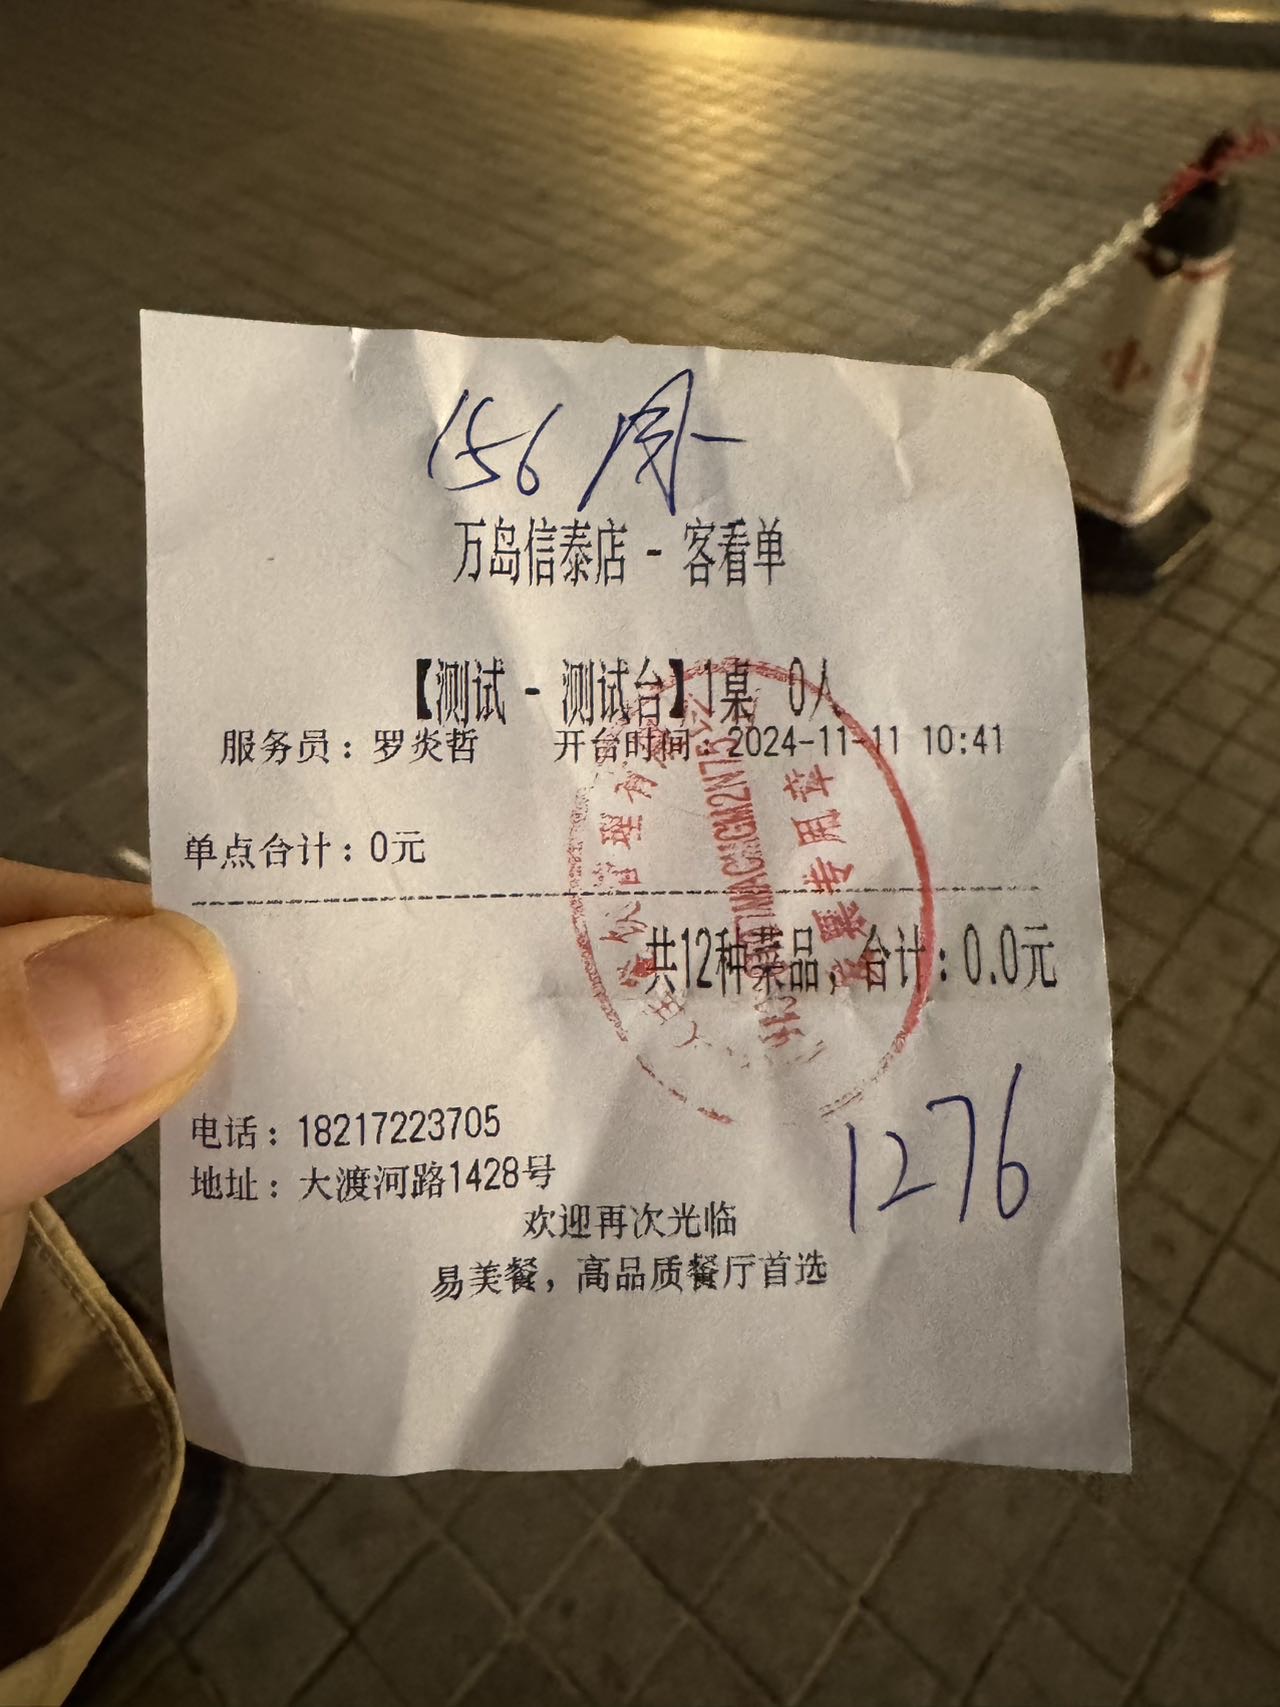 156
万岛信泰店 - 客看单
【测试 - 测试台】1桌 0人
服务员：罗炎哲 开台时间：2024-11-11 10:41
单点合计：0元
共12种菜品，合计：0.0元
专用章
1276
电话：18217223705
地址：大渡河路1428号
欢迎再次光临
易美餐，高品质餐厅首选